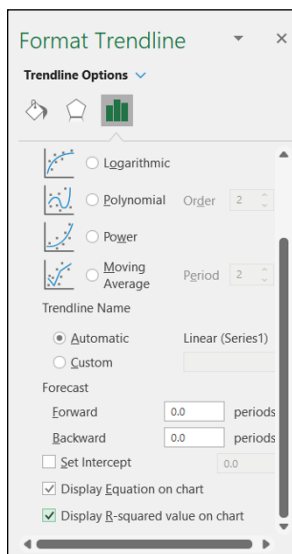 Format Trendline
Trendline Options
Logarithmic
Polynomial Order 2
Power
Moving Average Period 2
Trendline Name
Automatic Linear (Series1)
Custom
Forecast
Forward 0.0 periods
Backward 0.0 periods
Set Intercept 0.0
Display Equation on chart
Display R-squared value on chart